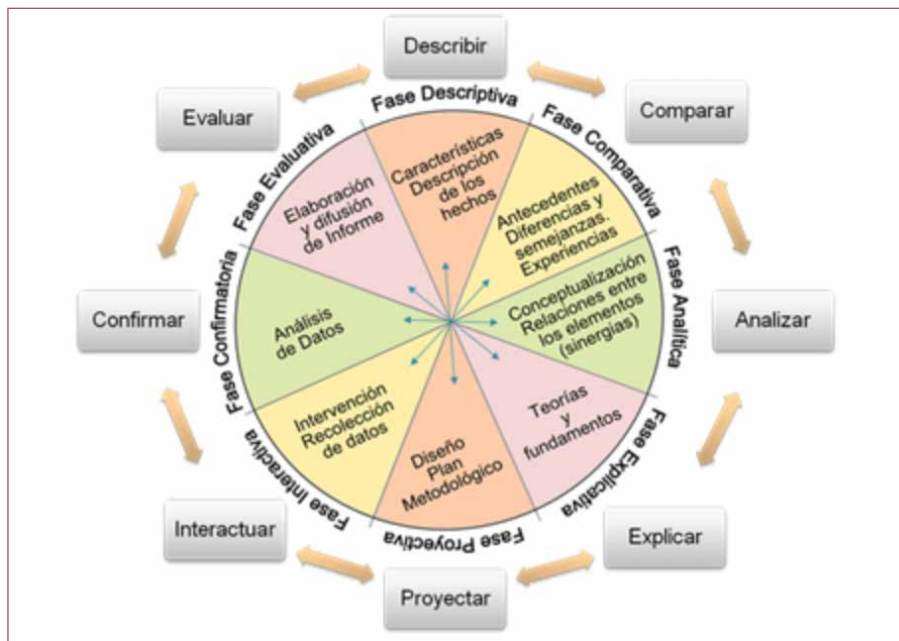 Describir
Comparar
Analizar
Explicar
Proyectar
Interactuar
Confirmar
Evaluar
Fase Descriptiva
Características
Descripción
de los
hechos
Fase Comparativa
Antecedentes
Diferencias y
semejanzas.
Experiencias
Fase Analítica
Conceptualización
Relaciones entre
los elementos
(sinergias)
Fase Explicativa
Teorías
y
fundamentos
Fase Proyectiva
Diseño
Plan
Metodológico
Fase Interactiva
Intervención
Recolección
de datos
Fase Confirmatoria
Análisis
de Datos
Fase Evaluativa
Elaboración
y difusión
de Informe